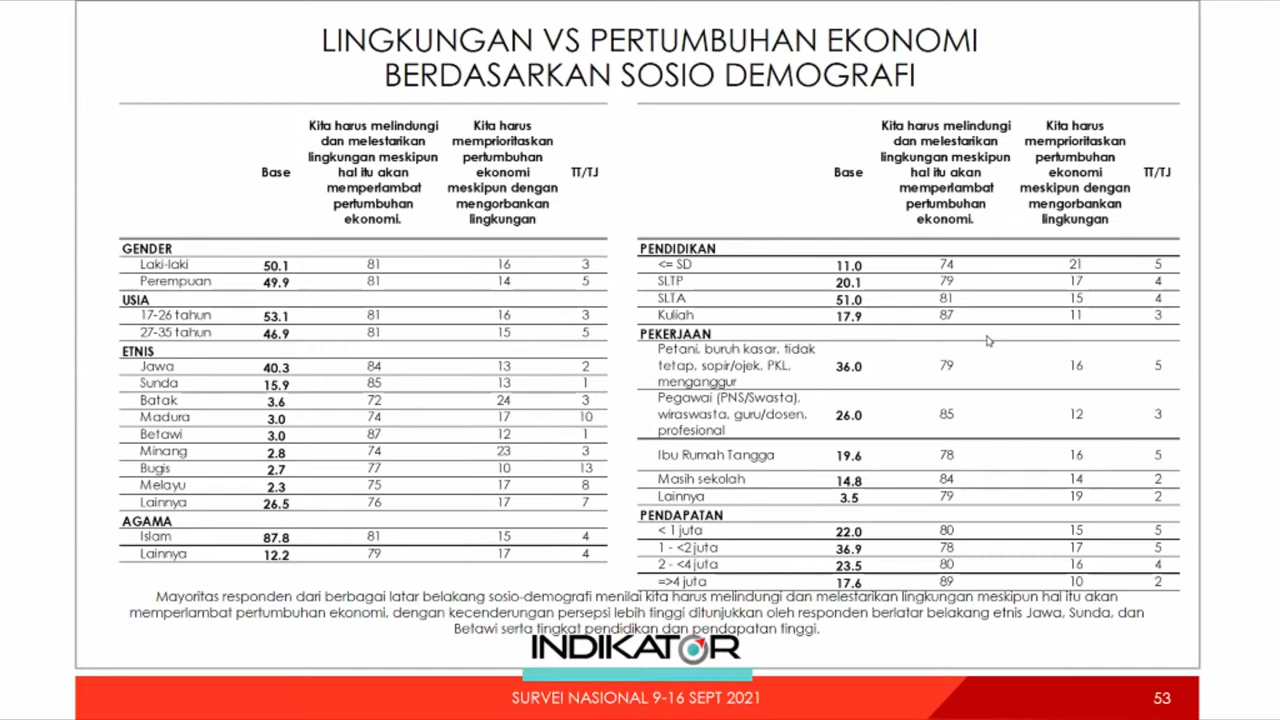 LINGKUNGAN VS PERTUMBUHAN EKONOMI
BERDASARKAN SOSIO DEMOGRAFI
Base | Kita harus melindungi dan melestarikan lingkungan meskipun hal itu akan memperlambat pertumbuhan ekonomi. | Kita harus memprioritaskan pertumbuhan ekonomi meskipun dengan mengorbankan lingkungan | TT/TJ
GENDER
Laki-laki 50.1 81 16 3
Perempuan 49.9 81 14 5
USIA
17-26 tahun 53.1 81 16 3
27-35 tahun 46.9 81 15 5
ETNIS
Jawa 40.3 84 13 2
Sunda 15.9 85 13 1
Batak 3.6 72 24 3
Madura 3.0 74 17 10
Betawi 3.0 87 12 1
Minang 2.8 74 23 3
Bugis 2.7 77 10 13
Melayu 2.3 75 17 8
Lainnya 26.5 76 17 7
AGAMA
Islam 87.8 81 15 4
Lainnya 12.2 79 17 4
Base | Kita harus melindungi dan melestarikan lingkungan meskipun hal itu akan memperlambat pertumbuhan ekonomi. | Kita harus memprioritaskan pertumbuhan ekonomi meskipun dengan mengorbankan lingkungan | TT/TJ
PENDIDIKAN
<= SD 11.0 74 21 5
SLTP 20.1 79 17 4
SLTA 51.0 81 15 4
Kuliah 17.9 87 11 3
PEKERJAAN
Petani, buruh kasar, tidak
tetap, sopir/ojek, PKL, 36.0 79 16 5
menganggur
Pegawai (PNS/Swasta),
wiraswasta, guru/dosen, 26.0 85 12 3
profesional
Ibu Rumah Tangga 19.6 78 16 5
Masih sekolah 14.8 84 14 2
Lainnya 3.5 79 19 2
PENDAPATAN
< 1 juta 22.0 80 15 5
1 - <2 juta 36.9 78 17 5
2 - <4 juta 23.5 80 16 4
=>4 juta 17.6 89 10 2
Mayoritas responden dari berbagai latar belakang sosio-demografi menilai kita harus melindungi dan melestarikan lingkungan meskipun hal itu akan
memperlambat pertumbuhan ekonomi, dengan kecenderungan persepsi lebih tinggi ditunjukkan oleh responden berlatar belakang etnis Jawa, Sunda, dan
Betawi serta tingkat pendidikan dan pendapatan tinggi.
INDIKATOR
SURVEI NASIONAL 9-16 SEPT 2021
53